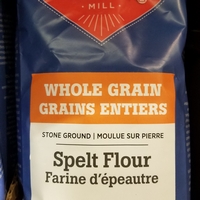 MILL
WHOLE GRAIN
GRAINS ENTIERS
STONE GROUND | MOULUE SUR PIERRE
Spelt Flour
Farine d'épeautre